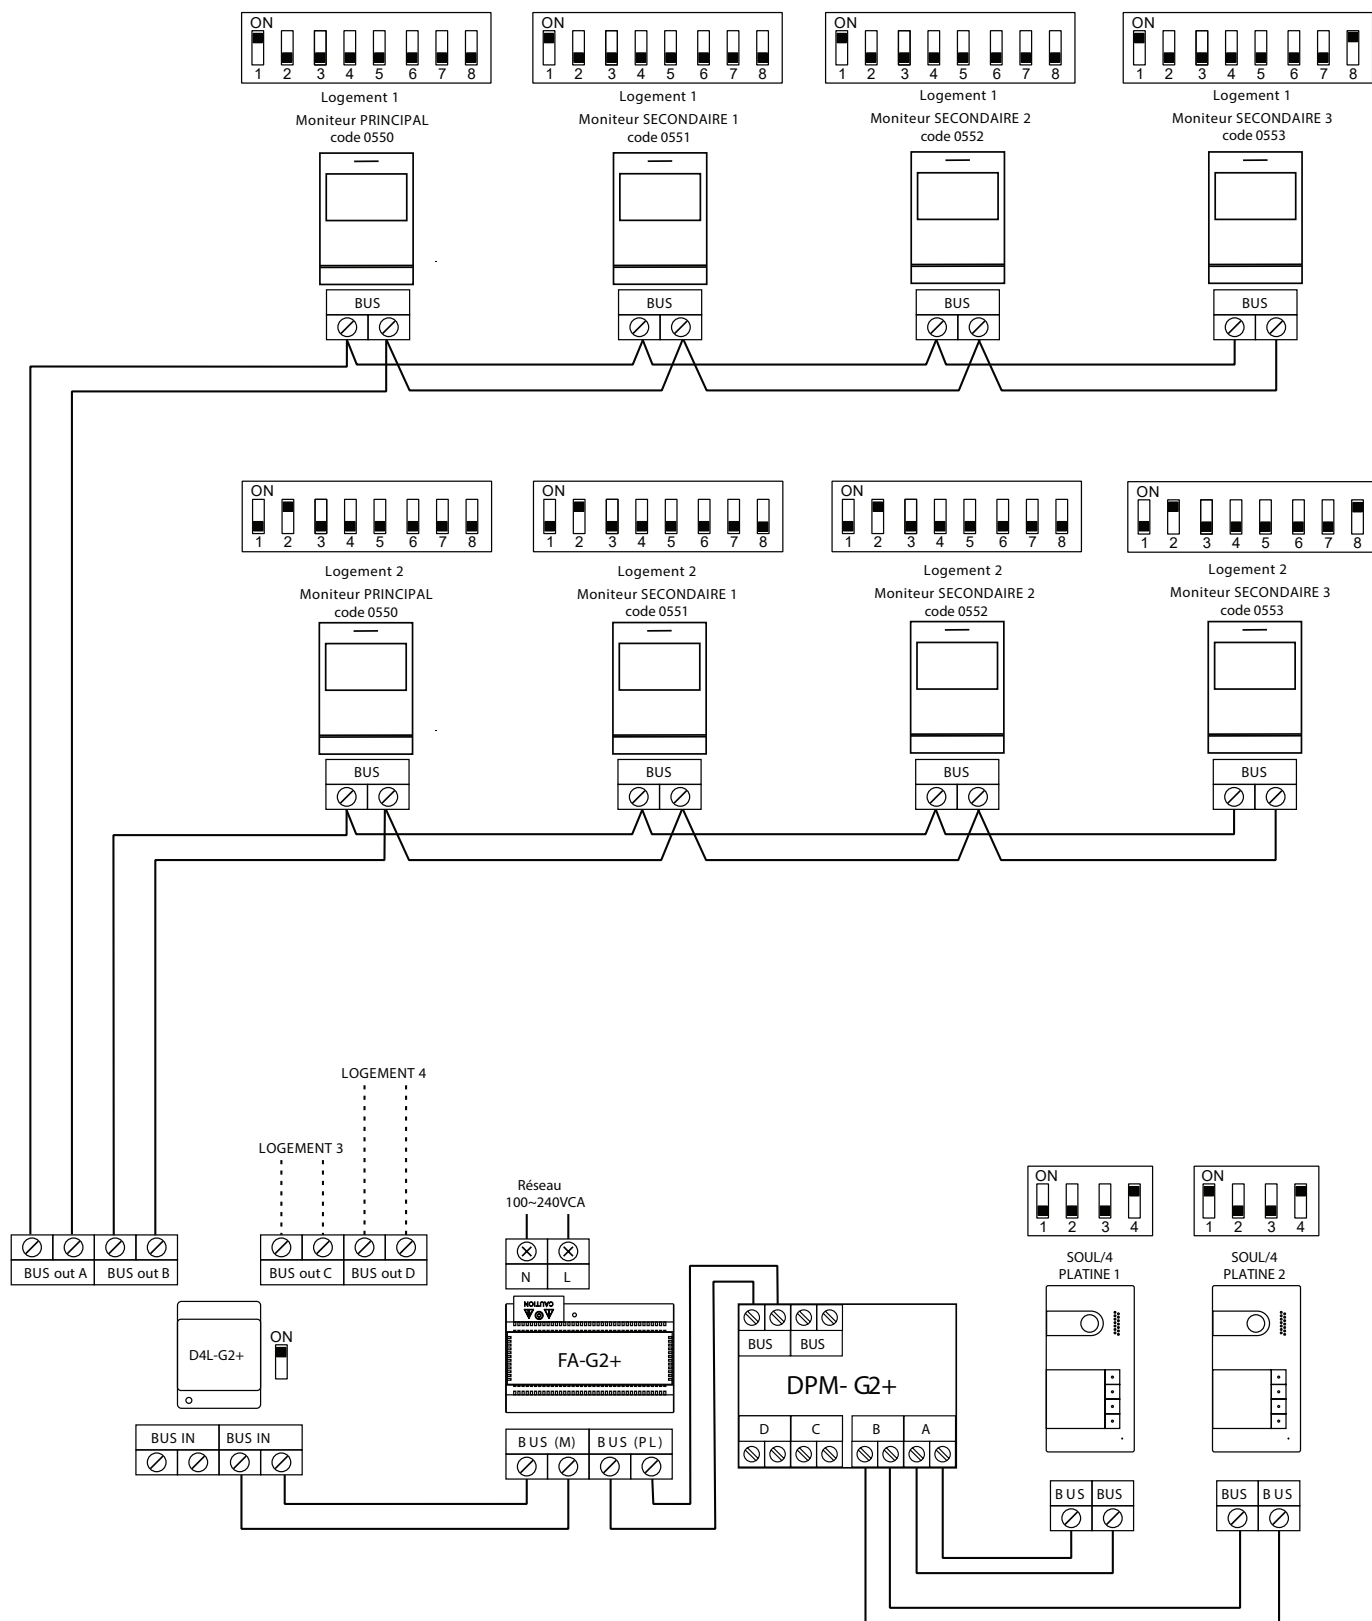 ON ON ON ON
1 2 3 4 5 6 7 8 1 2 3 4 5 6 7 8 1 2 3 4 5 6 7 8 1 2 3 4 5 6 7 8
Logement 1 Logement 1 Logement 1 Logement 1
Moniteur PRINCIPAL Moniteur SECONDAIRE 1 Moniteur SECONDAIRE 2 Moniteur SECONDAIRE 3
code 0550 code 0551 code 0552 code 0553
BUS BUS BUS BUS
ON ON ON ON
1 2 3 4 5 6 7 8 1 2 3 4 5 6 7 8 1 2 3 4 5 6 7 8 1 2 3 4 5 6 7 8
Logement 2 Logement 2 Logement 2 Logement 2
Moniteur PRINCIPAL Moniteur SECONDAIRE 1 Moniteur SECONDAIRE 2 Moniteur SECONDAIRE 3
code 0550 code 0551 code 0552 code 0553
BUS BUS BUS BUS
LOGEMENT 4
LOGEMENT 3
Réseau
100~240VCA
ON ON
1 2 3 4 1 2 3 4
BUS out A BUS out B BUS out C BUS out D
N L
SOUL/4 SOUL/4
PLATINE 1 PLATINE 2
CAUTION
D4L-G2+
ON
FA-G2+
BUS BUS
DPM- G2+
D C B A
BUS IN BUS IN
BUS (M) BUS (PL)
BUS BUS BUS BUS